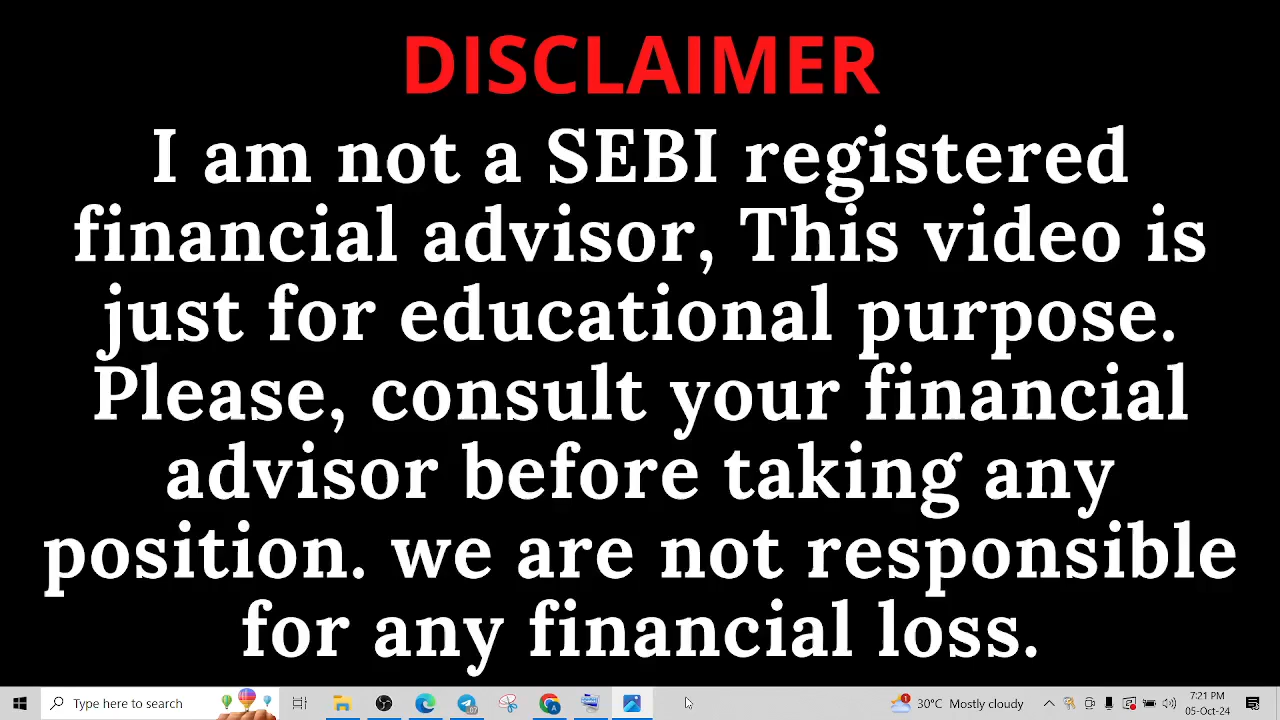 DISCLAIMER
I am not a SEBI registered
financial advisor, This video is
just for educational purpose.
Please, consult your financial
advisor before taking any
position. we are not responsible
for any financial loss.
Type here to search
30°C Mostly cloudy
7:21 PM
05-Oct-24